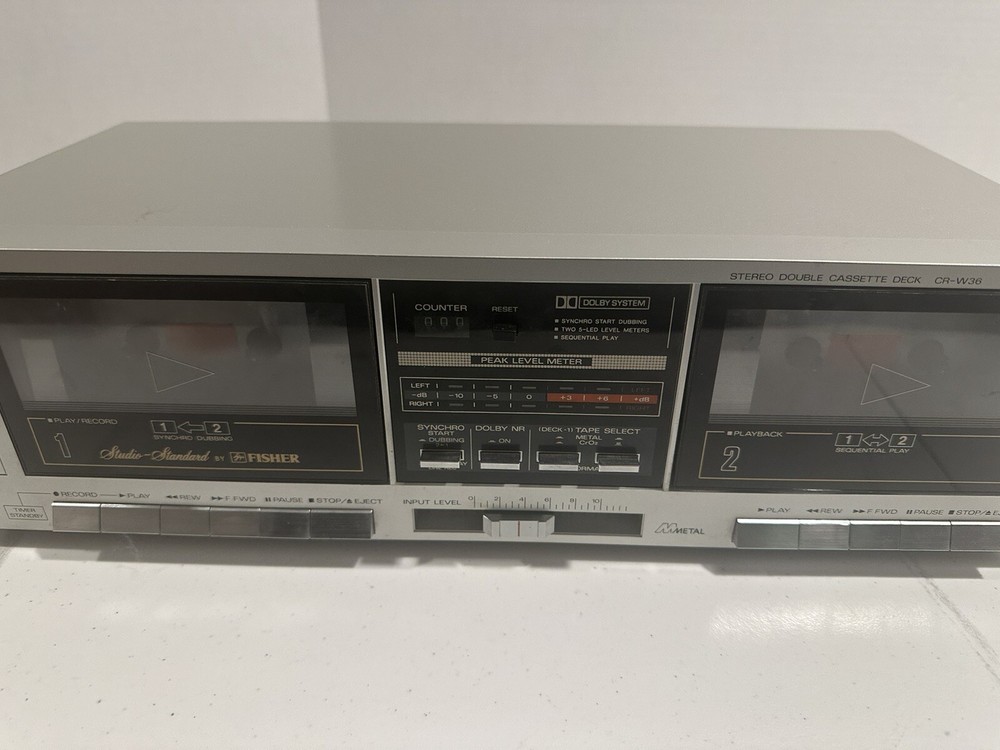 STEREO DOUBLE CASSETTE DECK CR-W36
COUNTER RESET
000
DOLBY SYSTEM
SYNCHRO START DUBBING
TWO 5-LED LEVEL METERS
SEQUENTIAL PLAY
PEAK LEVEL METER
LEFT
-dB -10 -5 0 +3 +6 +dB
RIGHT
PLAY/RECORD
1
1 2
SYNCHRO DUBBING
Studio-Standard BY FISHER
SYNCHRO START
DUBBING
DOLBY NR
ON
(DECK-1) TAPE SELECT
METAL
CrO2
PLAYBACK
2
1 2
SEQUENTIAL PLAY
TIMER STANDBY
RECORD PLAY REW F.FWD PAUSE STOP/EJECT
INPUT LEVEL 0 2 4 6 8 10
METAL
PLAY REW F.FWD PAUSE